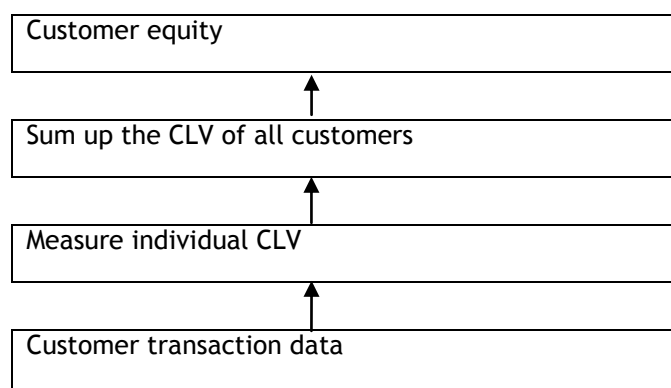 Customer equity
Sum up the CLV of all customers
Measure individual CLV
Customer transaction data